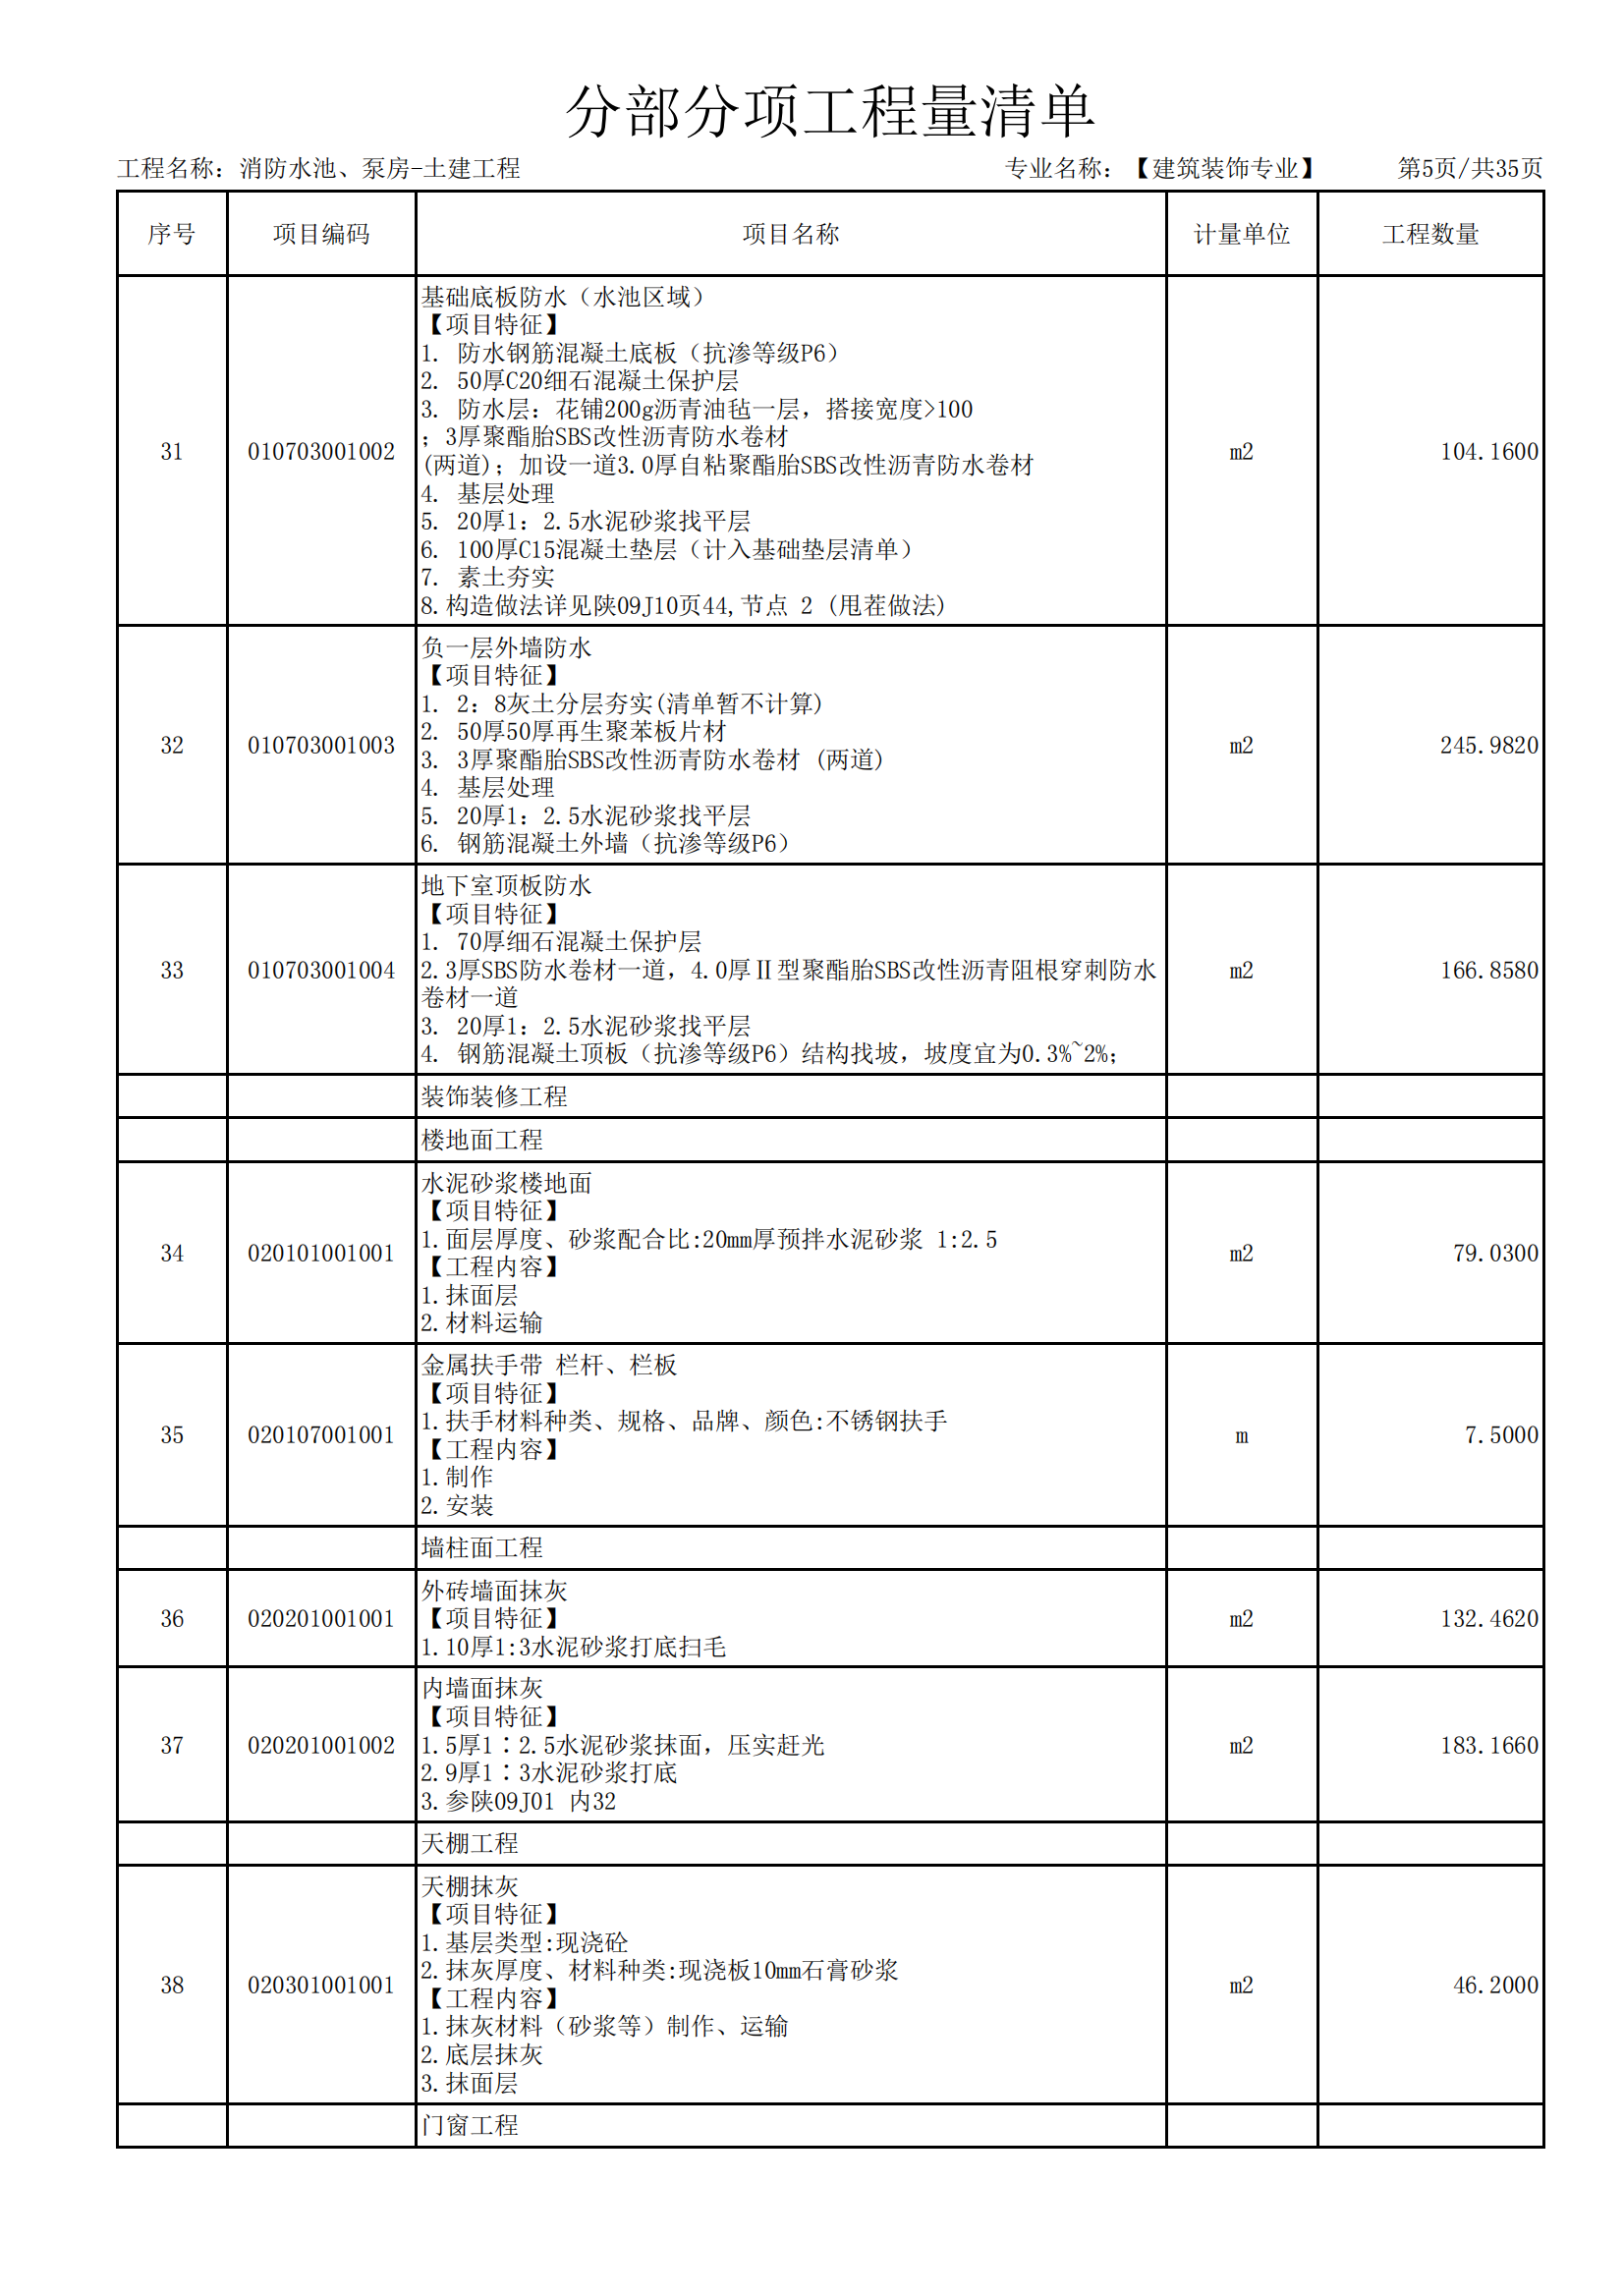 分部分项工程量清单
工程名称：消防水池、泵房-土建工程 专业名称：【建筑装饰专业】 第5页/共35页
序号 项目编码 项目名称 计量单位 工程数量
基础底板防水（水池区域）
【项目特征】
1. 防水钢筋混凝土底板（抗渗等级P6）
2. 50厚C20细石混凝土保护层
3. 防水层：花铺200g沥青油毡一层，搭接宽度>100
；3厚聚酯胎SBS改性沥青防水卷材
31 010703001002 m2 104.1600
(两道)；加设一道3.0厚自粘聚酯胎SBS改性沥青防水卷材
4. 基层处理
5. 20厚1：2.5水泥砂浆找平层
6. 100厚C15混凝土垫层（计入基础垫层清单）
7. 素土夯实
8.构造做法详见陕09J10页44,节点 2 (甩茬做法)
负一层外墙防水
【项目特征】
1. 2：8灰土分层夯实(清单暂不计算)
2. 50厚50厚再生聚苯板片材
32 010703001003 m2 245.9820
3. 3厚聚酯胎SBS改性沥青防水卷材 (两道)
4. 基层处理
5. 20厚1：2.5水泥砂浆找平层
6. 钢筋混凝土外墙（抗渗等级P6）
地下室顶板防水
【项目特征】
1. 70厚细石混凝土保护层
33 010703001004 2.3厚SBS防水卷材一道，4.0厚Ⅱ型聚酯胎SBS改性沥青阻根穿刺防水 m2 166.8580
卷材一道
3. 20厚1：2.5水泥砂浆找平层
4. 钢筋混凝土顶板（抗渗等级P6）结构找坡，坡度宜为0.3%~2%；
装饰装修工程
楼地面工程
水泥砂浆楼地面
【项目特征】
1.面层厚度、砂浆配合比:20mm厚预拌水泥砂浆 1:2.5
34 020101001001 m2 79.0300
【工程内容】
1.抹面层
2.材料运输
金属扶手带 栏杆、栏板
【项目特征】
1.扶手材料种类、规格、品牌、颜色:不锈钢扶手
35 020107001001 m 7.5000
【工程内容】
1.制作
2.安装
墙柱面工程
外砖墙面抹灰
36 020201001001 【项目特征】 m2 132.4620
1.10厚1:3水泥砂浆打底扫毛
内墙面抹灰
【项目特征】
37 020201001002 1.5厚1∶2.5水泥砂浆抹面，压实赶光 m2 183.1660
2.9厚1∶3水泥砂浆打底
3.参陕09J01 内32
天棚工程
天棚抹灰
【项目特征】
1.基层类型:现浇砼
2.抹灰厚度、材料种类:现浇板10mm石膏砂浆
38 020301001001 m2 46.2000
【工程内容】
1.抹灰材料（砂浆等）制作、运输
2.底层抹灰
3.抹面层
门窗工程